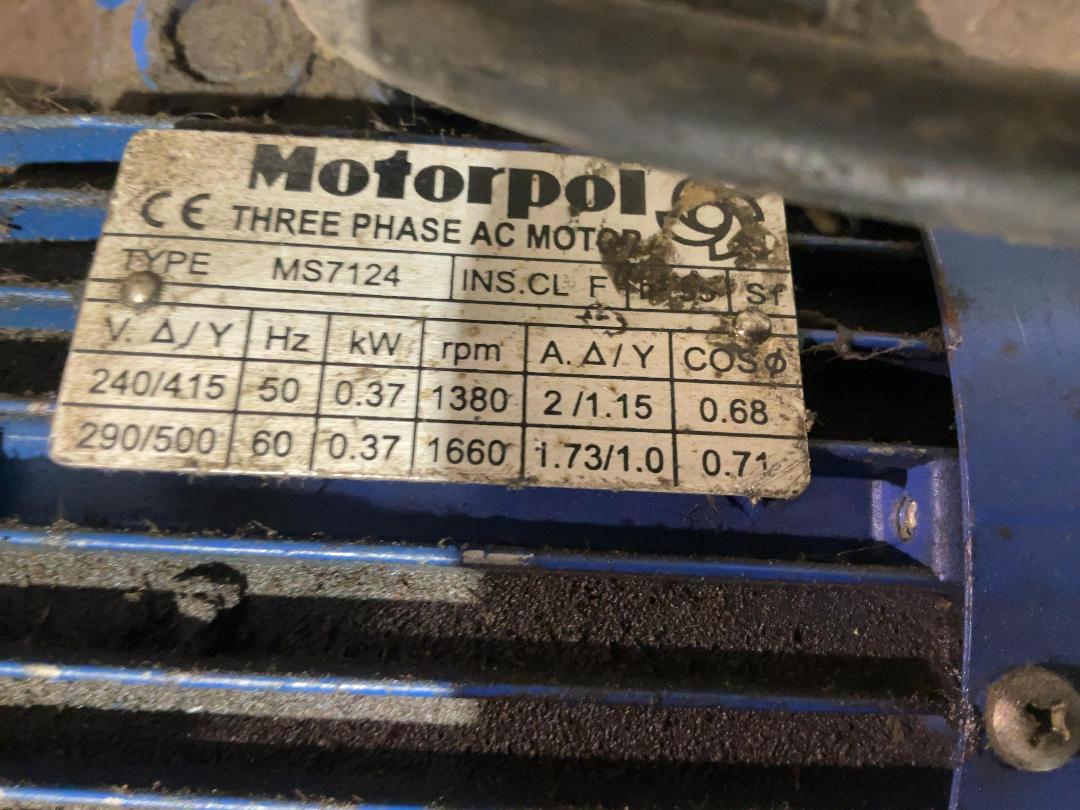 Motorpol
CE THREE PHASE AC MOTOR
TYPE MS7124 INS.CL F S1
V. Δ/Y Hz kW rpm A. Δ/Y COSϕ
240/415 50 0.37 1380 2/1.15 0.68
290/500 60 0.37 1660 1.73/1.0 0.71